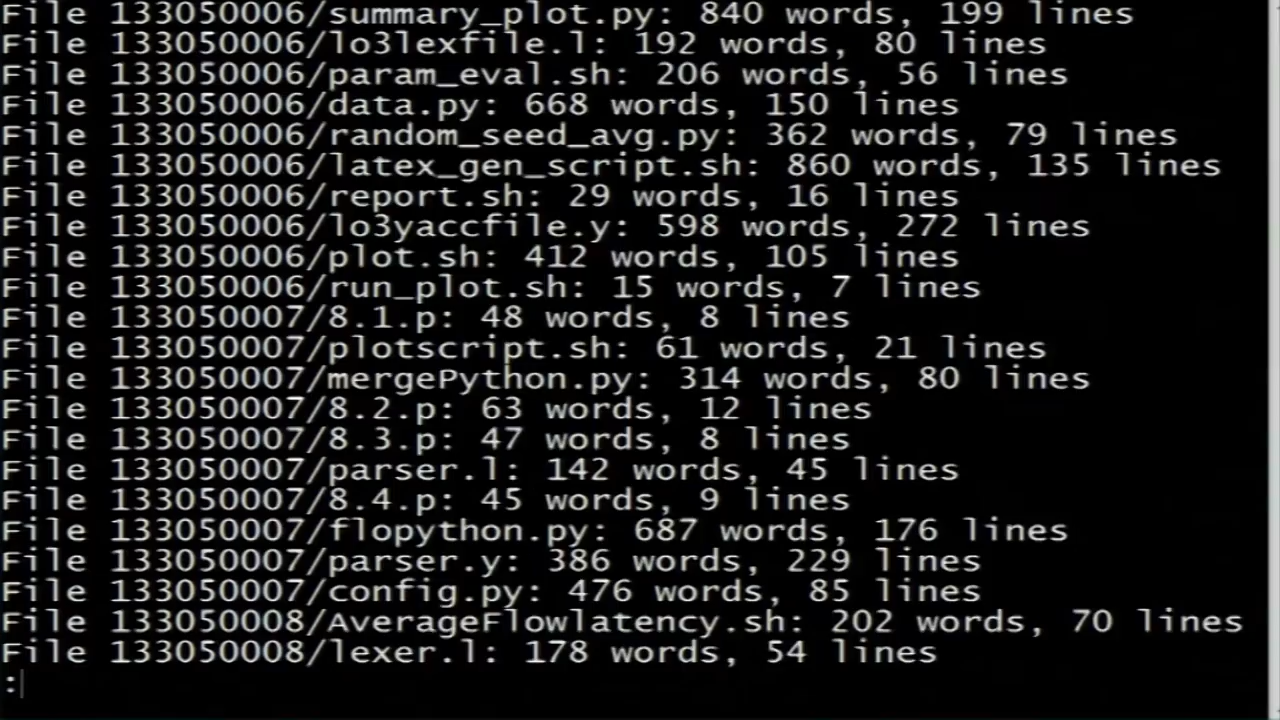 File 133050006/summary_plot.py: 840 words, 199 lines
File 133050006/lo3lexfile.l: 192 words, 80 lines
File 133050006/param_eval.sh: 206 words, 56 lines
File 133050006/data.py: 668 words, 150 lines
File 133050006/random_seed_avg.py: 362 words, 79 lines
File 133050006/latex_gen_script.sh: 860 words, 135 lines
File 133050006/report.sh: 29 words, 16 lines
File 133050006/lo3yaccfile.y: 598 words, 272 lines
File 133050006/plot.sh: 412 words, 105 lines
File 133050006/run_plot.sh: 15 words, 7 lines
File 133050007/8.1.p: 48 words, 8 lines
File 133050007/plotscript.sh: 61 words, 21 lines
File 133050007/mergePython.py: 314 words, 80 lines
File 133050007/8.2.p: 63 words, 12 lines
File 133050007/8.3.p: 47 words, 8 lines
File 133050007/parser.l: 142 words, 45 lines
File 133050007/8.4.p: 45 words, 9 lines
File 133050007/flopython.py: 687 words, 176 lines
File 133050007/parser.y: 386 words, 229 lines
File 133050007/config.py: 476 words, 85 lines
File 133050008/AverageFlowlatency.sh: 202 words, 70 lines
File 133050008/lexer.l: 178 words, 54 lines
: